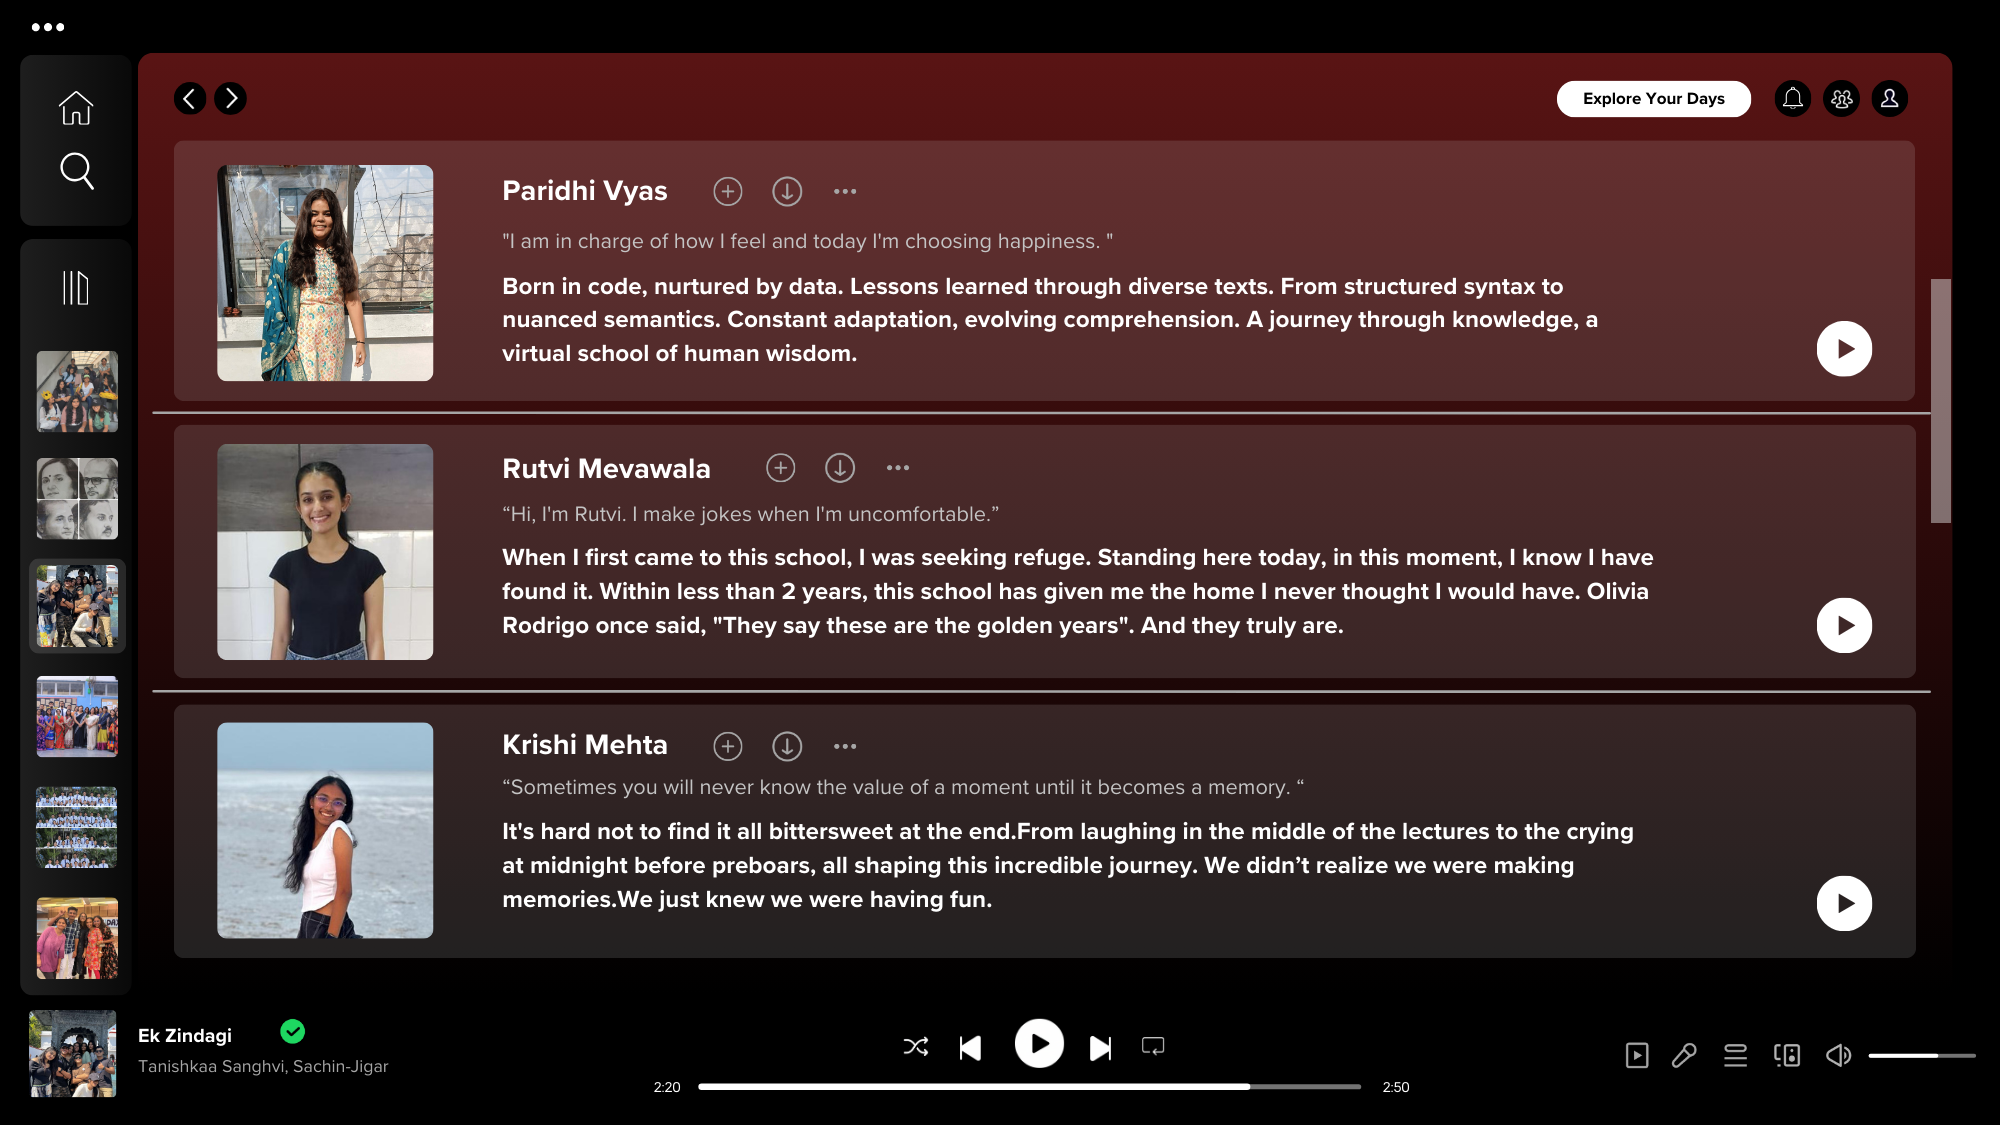 Explore Your Days
Paridhi Vyas
"I am in charge of how I feel and today I'm choosing happiness. "
Born in code, nurtured by data. Lessons learned through diverse texts. From structured syntax to
nuanced semantics. Constant adaptation, evolving comprehension. A journey through knowledge, a
virtual school of human wisdom.
Rutvi Mevawala
“Hi, I'm Rutvi. I make jokes when I'm uncomfortable.”
When I first came to this school, I was seeking refuge. Standing here today, in this moment, I know I have
found it. Within less than 2 years, this school has given me the home I never thought I would have. Olivia
Rodrigo once said, "They say these are the golden years". And they truly are.
Krishi Mehta
“Sometimes you will never know the value of a moment until it becomes a memory. “
It's hard not to find it all bittersweet at the end.From laughing in the middle of the lectures to the crying
at midnight before preboars, all shaping this incredible journey. We didn’t realize we were making
memories.We just knew we were having fun.
Ek Zindagi
Tanishkaa Sanghvi, Sachin-Jigar
2:20
2:50